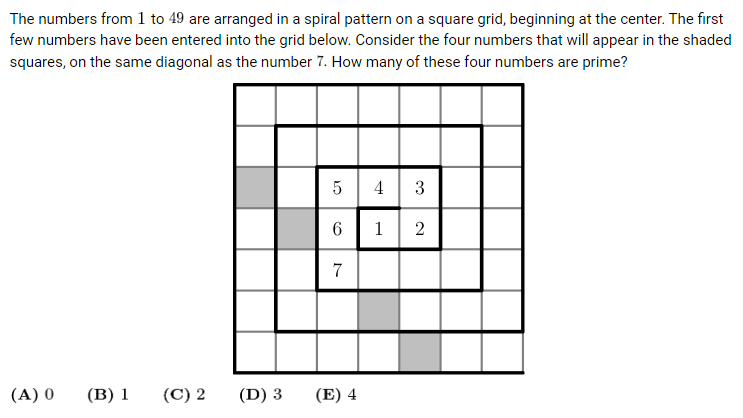 The numbers from 1 to 49 are arranged in a spiral pattern on a square grid, beginning at the center. The first
few numbers have been entered into the grid below. Consider the four numbers that will appear in the shaded
squares, on the same diagonal as the number 7. How many of these four numbers are prime?
5 4 3
6 1 2
7
(A) 0 (B) 1 (C) 2 (D) 3 (E) 4